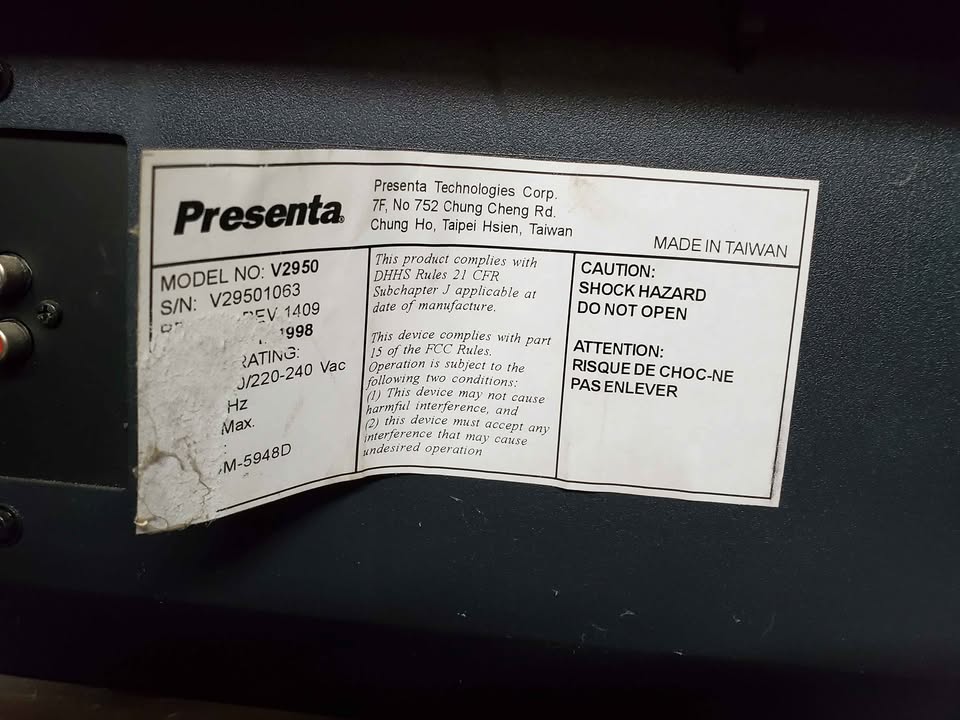 Presenta
Presenta Technologies Corp.
7F, No 752 Chung Cheng Rd.
Chung Ho, Taipei Hsien, Taiwan
MADE IN TAIWAN
MODEL NO: V2950
S/N: V29501063
1409
1998
RATING:
/220-240 Vac
Hz
Max.
M-5948D
This product complies with
DHHS Rules 21 CFR
Subchapter J applicable at
date of manufacture.
This device complies with part
15 of the FCC Rules.
Operation is subject to the
following two conditions:
(1) This device may not cause
harmful interference, and
(2) this device must accept any
interference that may cause
undesired operation
CAUTION:
SHOCK HAZARD
DO NOT OPEN
ATTENTION:
RISQUE DE CHOC-NE
PAS ENLEVER